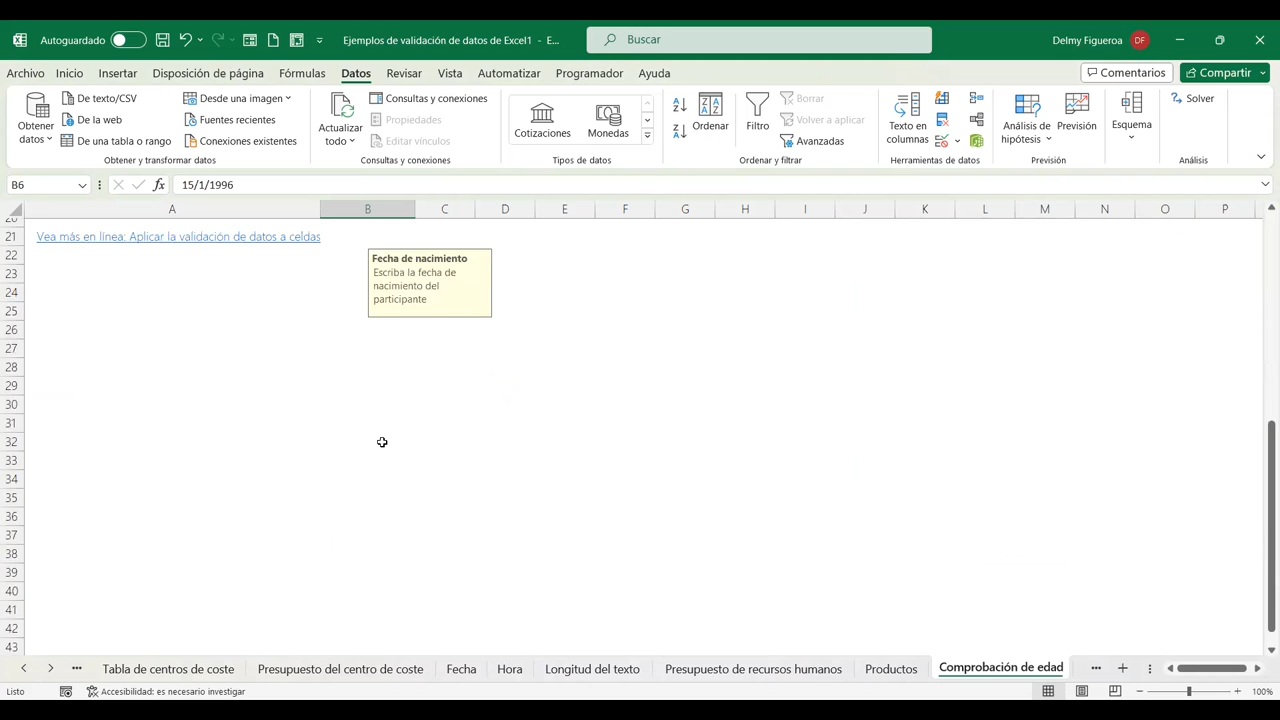 Autoguardado
Ejemplos de validación de datos de Excel1 - E...
Buscar
Delmy Figueroa DF
Archivo Inicio Insertar Disposición de página Fórmulas Datos Revisar Vista Automatizar Programador Ayuda
Comentarios Compartir
Obtener datos
De texto/CSV
De la web
De una tabla o rango
Desde una imagen
Fuentes recientes
Conexiones existentes
Obtener y transformar datos
Actualizar todo
Consultas y conexiones
Propiedades
Editar vínculos
Consultas y conexiones
Cotizaciones Monedas
Tipos de datos
Ordenar
Filtro
Borrar
Volver a aplicar
Avanzadas
Ordenar y filtrar
Texto en columnas
Herramientas de datos
Análisis de hipótesis
Previsión
Previsión
Esquema
Solver
Análisis
B6 fx 15/1/1996
A B C D E F G H I J K L M N O P
20
21 Vea más en línea: Aplicar la validación de datos a celdas
22
23
24
25
26
27
28
29
30
31
32
33
34
35
36
37
38
39
40
41
42
43
Fecha de nacimiento
Escriba la fecha de
nacimiento del
participante
Tabla de centros de coste Presupuesto del centro de coste Fecha Hora Longitud del texto Presupuesto de recursos humanos Productos Comprobación de edad
Listo Accesibilidad: es necesario investigar 100%